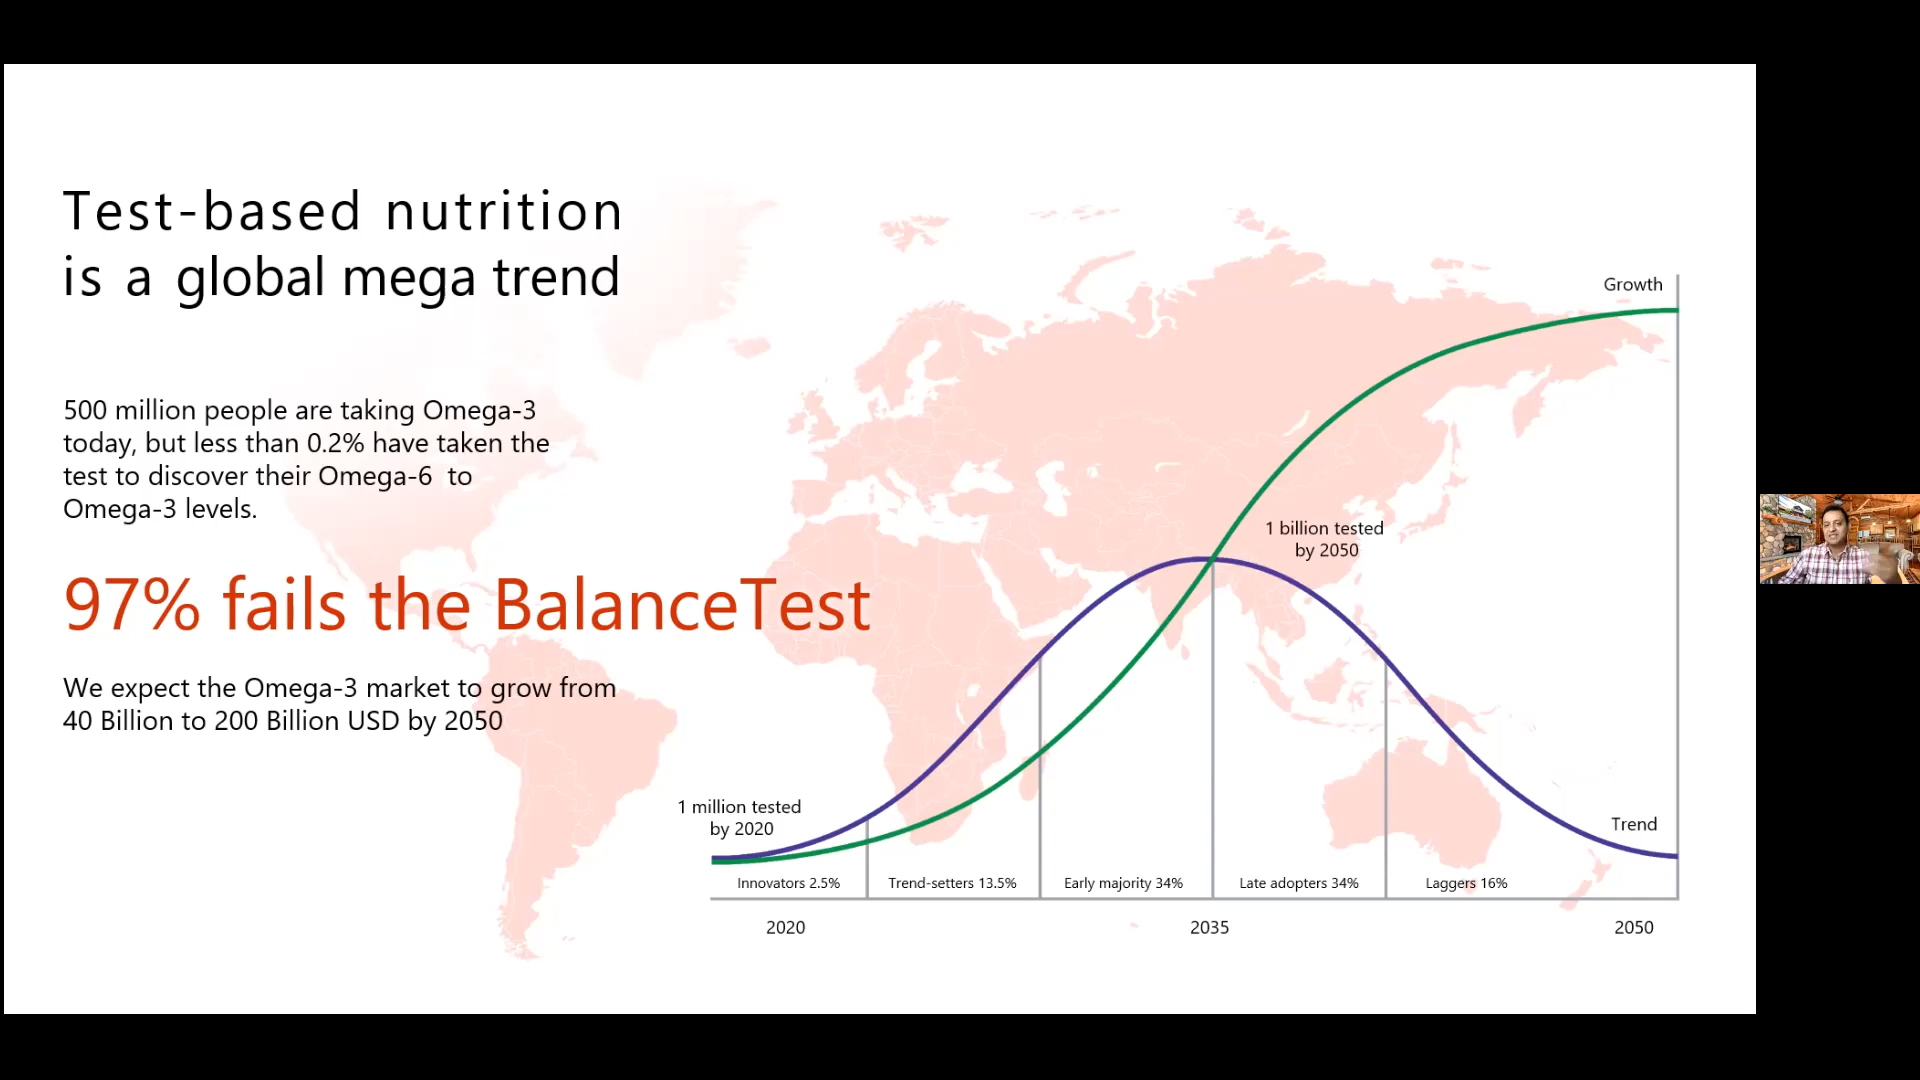 Test-based nutrition
is a global mega trend
500 million people are taking Omega-3
today, but less than 0.2% have taken the
test to discover their Omega-6 to
Omega-3 levels.
97% fails the BalanceTest
We expect the Omega-3 market to grow from
40 Billion to 200 Billion USD by 2050
Growth
1 billion tested
by 2050
1 million tested
by 2020
Trend
Innovators 2.5%
Trend-setters 13.5%
Early majority 34%
Late adopters 34%
Laggers 16%
2020
2035
2050